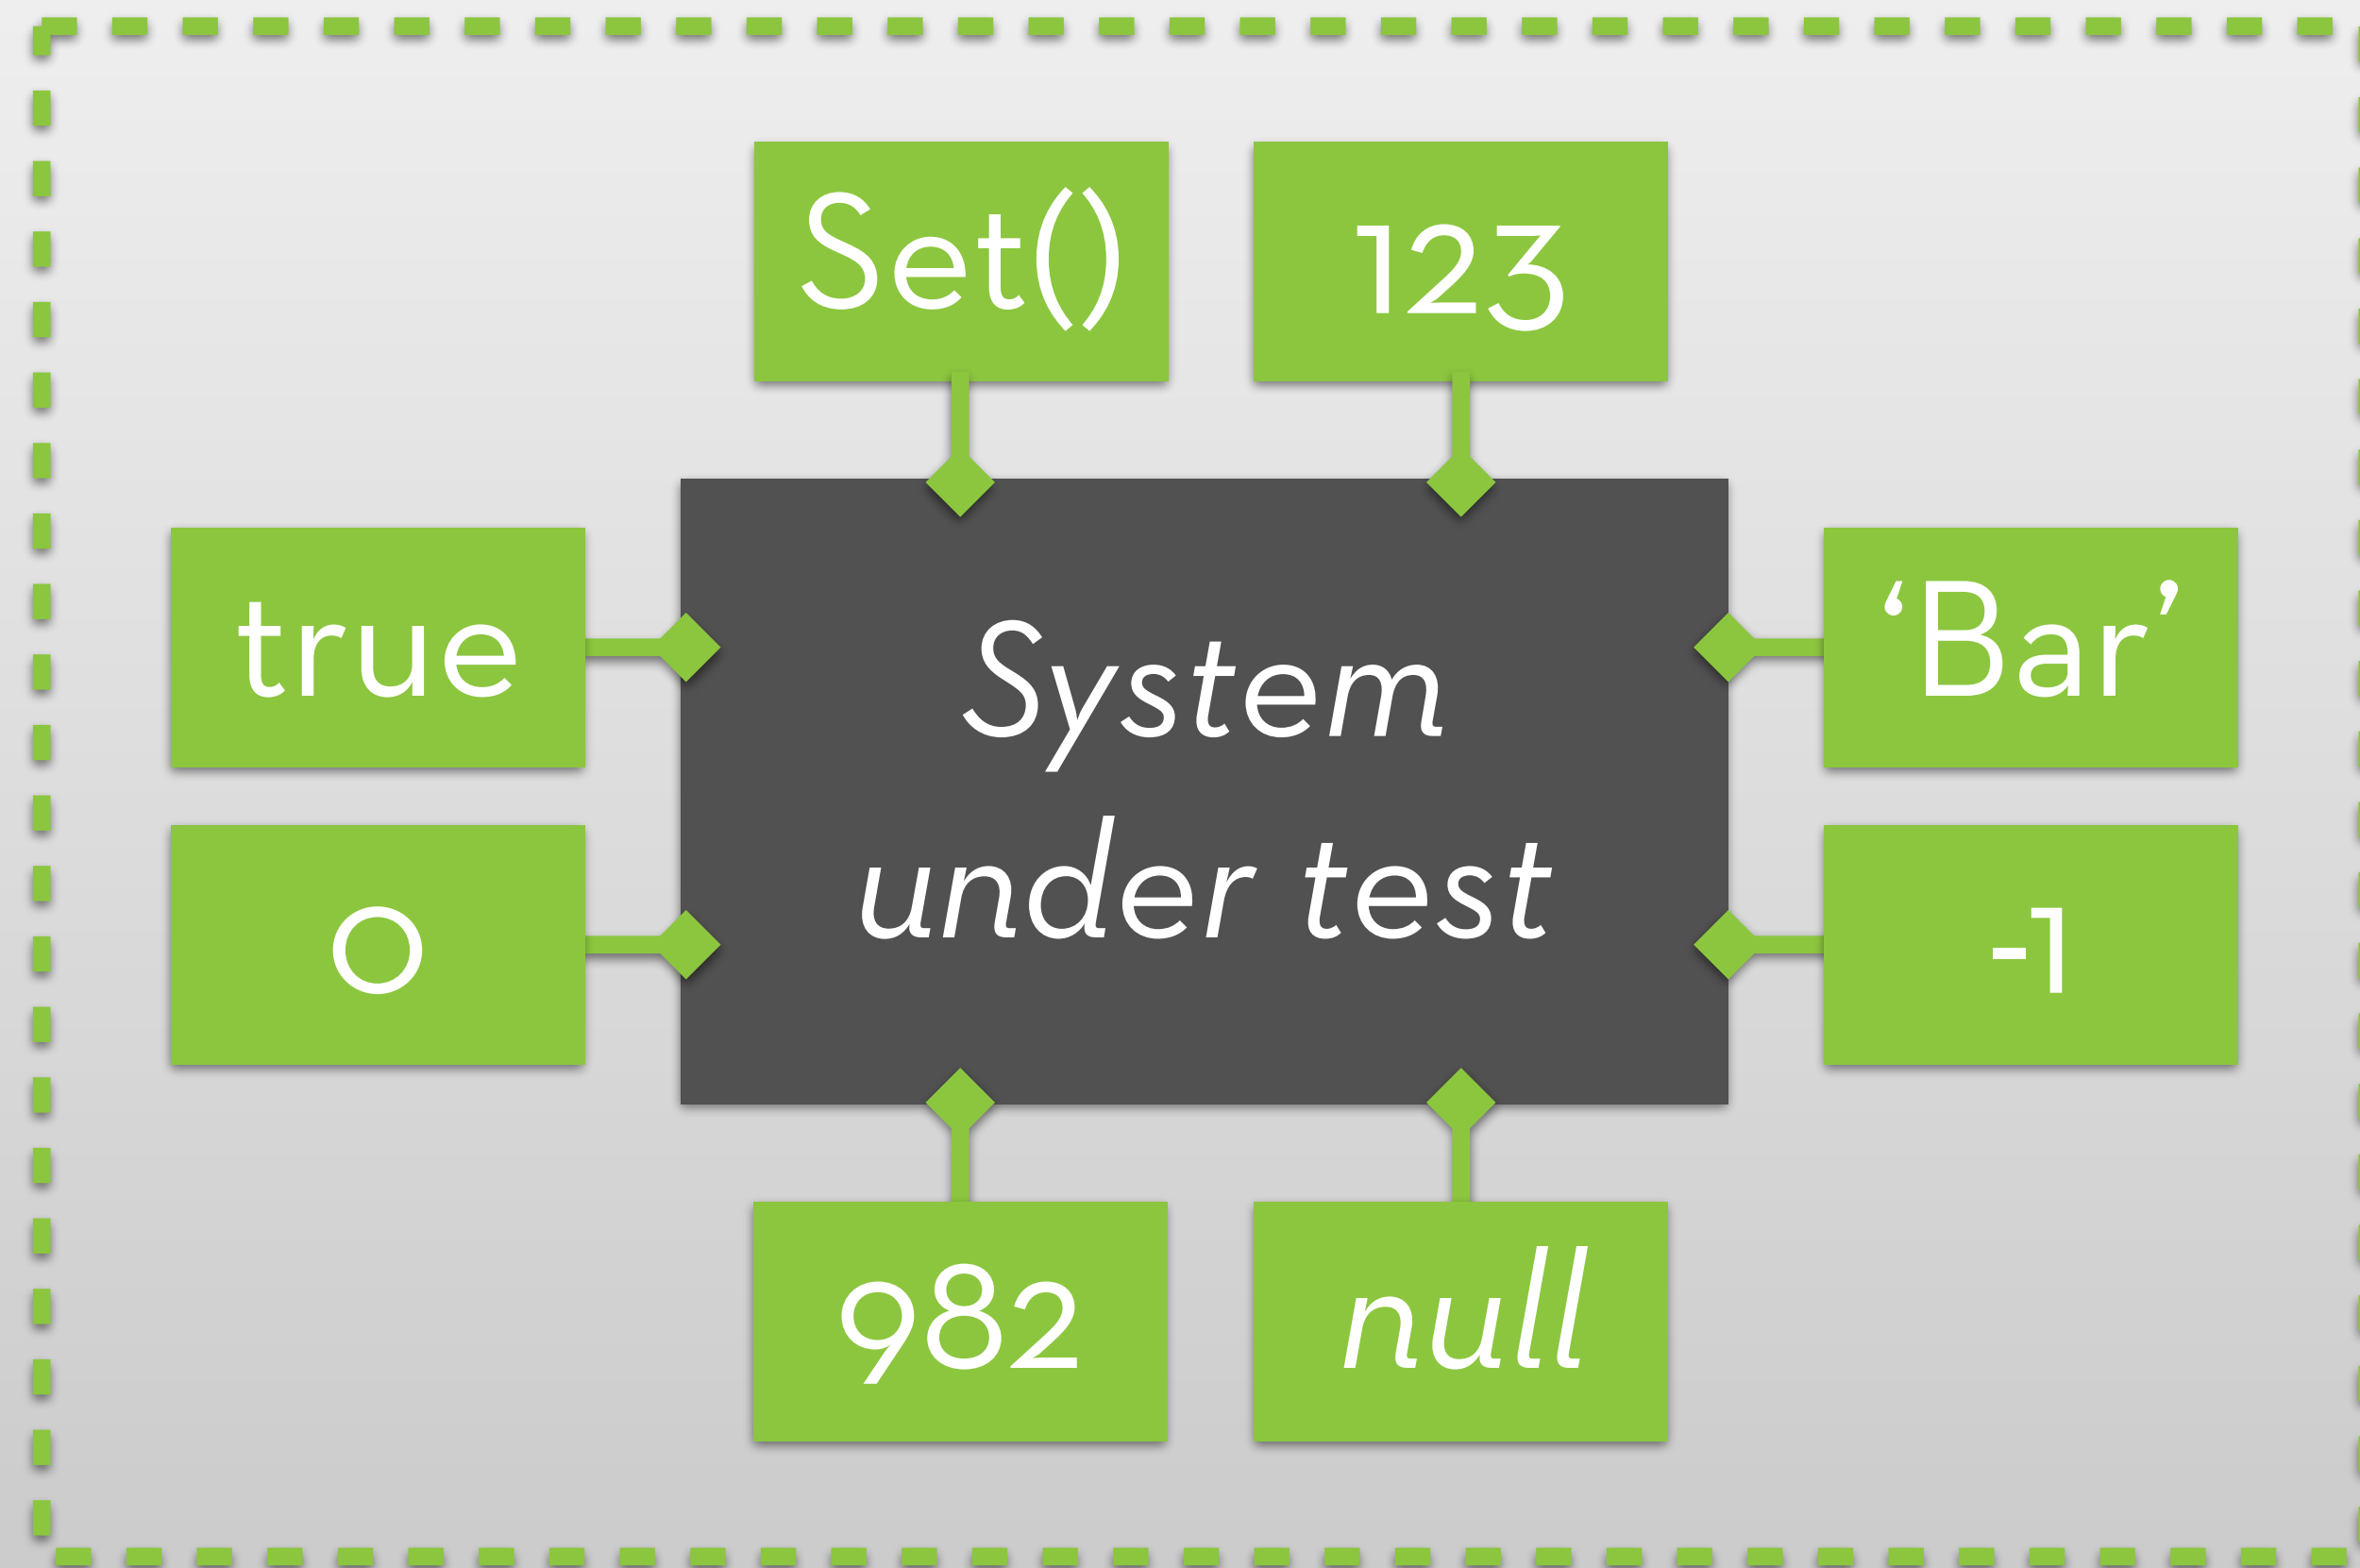 Set()
123
true
‘Bar’
System
under test
0
-1
982
null